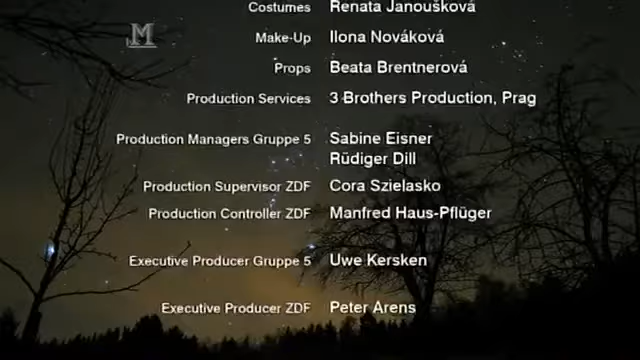 Costumes Renata Janoušková
M
Make-Up Ilona Nováková
Props Beata Brentnerová
Production Services 3 Brothers Production, Prag
Production Managers Gruppe 5 Sabine Eisner
Rüdiger Dill
Production Supervisor ZDF Cora Szielasko
Production Controller ZDF Manfred Haus-Pflüger
Executive Producer Gruppe 5 Uwe Kersken
Executive Producer ZDF Peter Arens